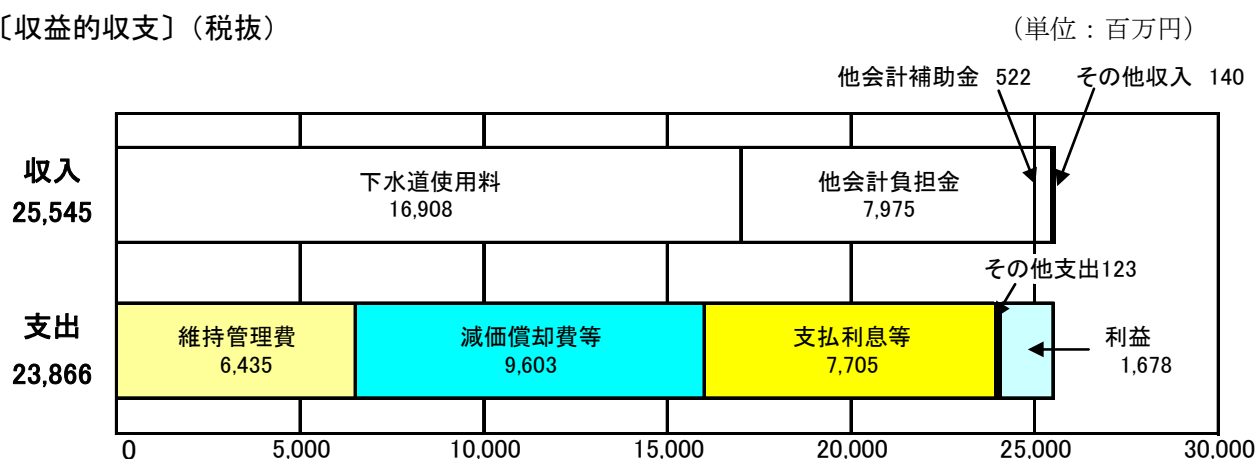 〔収益的収支〕（税抜）
（単位：百万円）
他会計補助金 522 その他収入 140
収入
25,545
下水道使用料
16,908
他会計負担金
7,975
その他支出123
支出
23,866
維持管理費
6,435
減価償却費等
9,603
支払利息等
7,705
利益
1,678
0 5,000 10,000 15,000 20,000 25,000 30,000